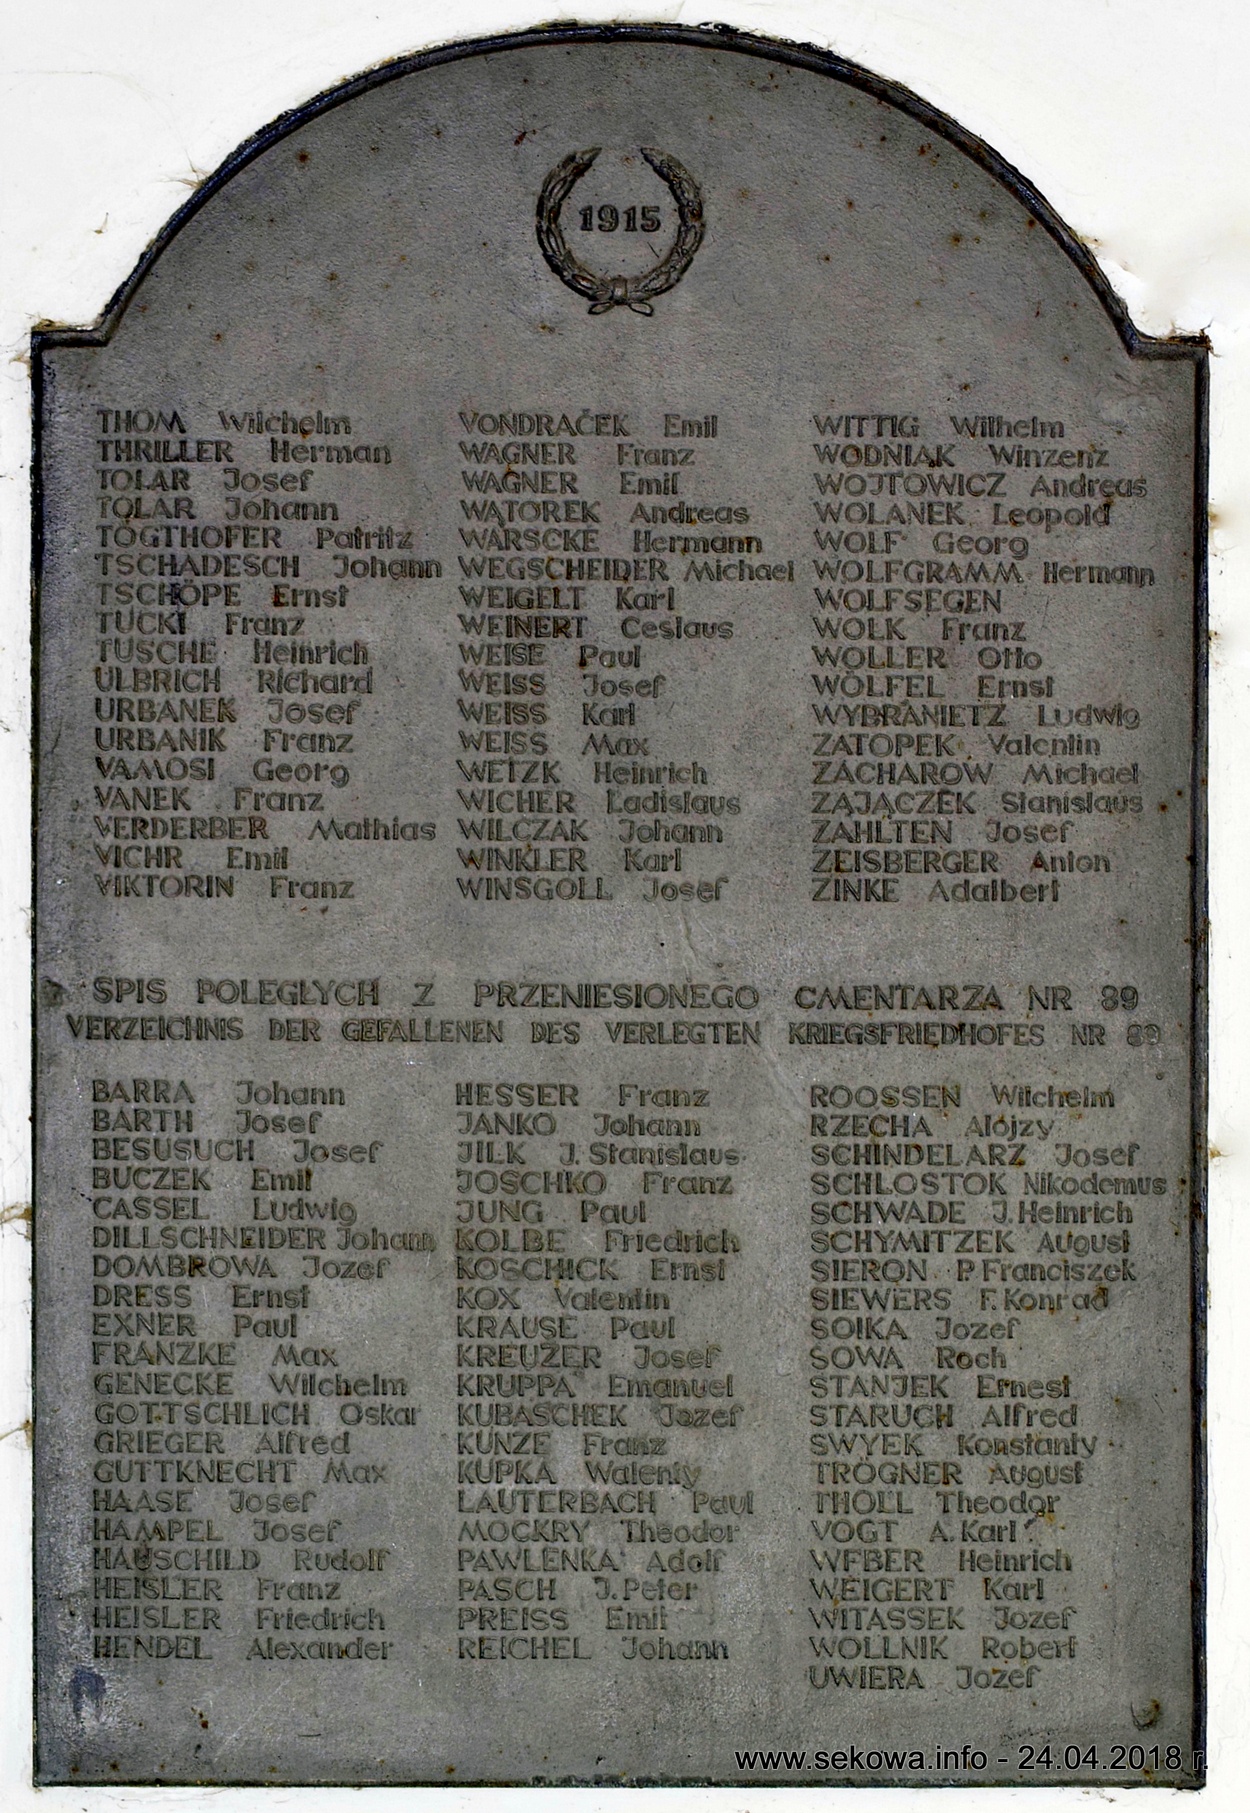 1915
THOM Wilchelm
THRILLER Herman
TOLAR Josef
TOLAR Johann
TÖGTHOFER Patritz
TSCHADESCH Johann
TSCHÖPE Ernst
TUCKI Franz
TUSCHE Heinrich
ULBRICH Richard
URBANEK Josef
URBANIK Franz
VAMOSI Georg
VANEK Franz
VERDERBER Mathias
VICHR Emil
VIKTORIN Franz
VONDRAČEK Emil
WAGNER Franz
WAGNER Emil
WĄTOREK Andreas
WARSCKE Hermann
WEGSCHEIDER Michael
WEIGELT Karl
WEINERT Ceslaus
WEISE Paul
WEISS Josef
WEISS Karl
WEISS Max
WETZK Heinrich
WICHER Ladislaus
WILCZAK Johann
WINKLER Karl
WINSGOLL Josef
WITTIG Wilhelm
WODNIAK Winzenz
WOJTOWICZ Andreas
WOLANEK Leopold
WOLF Georg
WOLFGRAMM Hermann
WOLFSEGEN
WOLK Franz
WOLLER Otto
WÖLFEL Ernst
WYBRANIETZ Ludwig
ZATOPEK Valentin
ZACHAROW Michael
ZAJĄCZEK Stanislaus
ZAHLTEN Josef
ZEISBERGER Anton
ZINKE Adalbert
SPIS POLEGŁYCH Z PRZENIESIONEGO CMENTARZA NR 89
VERZEICHNIS DER GEFALLENEN DES VERLEGTEN KRIEGSFRIEDHOFES NR 89
BARRA Johann
BARTH Josef
BESUSUCH Josef
BUCZEK Emil
CASSEL Ludwig
DILLSCHNEIDER Johann
DOMBROWA Jozef
DRESS Ernst
EXNER Paul
FRANZKE Max
GENECKE Wilchelm
GOTTSCHLICH Oskar
GRIEGER Alfred
GUTTKNECHT Max
HAASE Josef
HAMPEL Josef
HAUSCHILD Rudolf
HEISLER Franz
HEISLER Friedrich
HENDEL Alexander
HESSER Franz
JANKO Johann
JILK J. Stanislaus
JOSCHKO Franz
JUNG Paul
KOLBE Friedrich
KOSCHICK Ernst
KOX Valentin
KRAUSE Paul
KREUZER Josef
KRUPPA Emanuel
KUBASCHEK Jozef
KUNZE Franz
KUPKA Walenty
LAUTERBACH Paul
MOCKRY Theodor
PAWLENKA Adolf
PASCH J. Peter
PREISS Emil
REICHEL Johann
ROOSSEN Wilchelm
RZECHA Alojzy
SCHINDELARZ Josef
SCHLOSTOK Nikodemus
SCHWADE J. Heinrich
SCHYMITZEK August
SIERON P. Franciszek
SIEWERS F. Konrad
SOIKA Jozef
SOWA Roch
STANJEK Ernest
STARUCH Alfred
SWYEK Konstanty
TRÖGNER August
THOLL Theodor
VOGT A. Karl
WEBER Heinrich
WEIGERT Karl
WITASSEK Jozef
WOLLNIK Robert
UWIERA Jozef
www.sekowa.info - 24.04.2018 r.